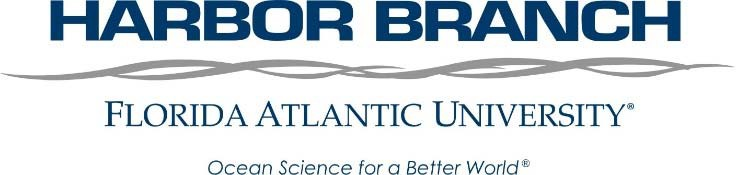 HARBOR BRANCH
FLORIDA ATLANTIC UNIVERSITY®
Ocean Science for a Better World®